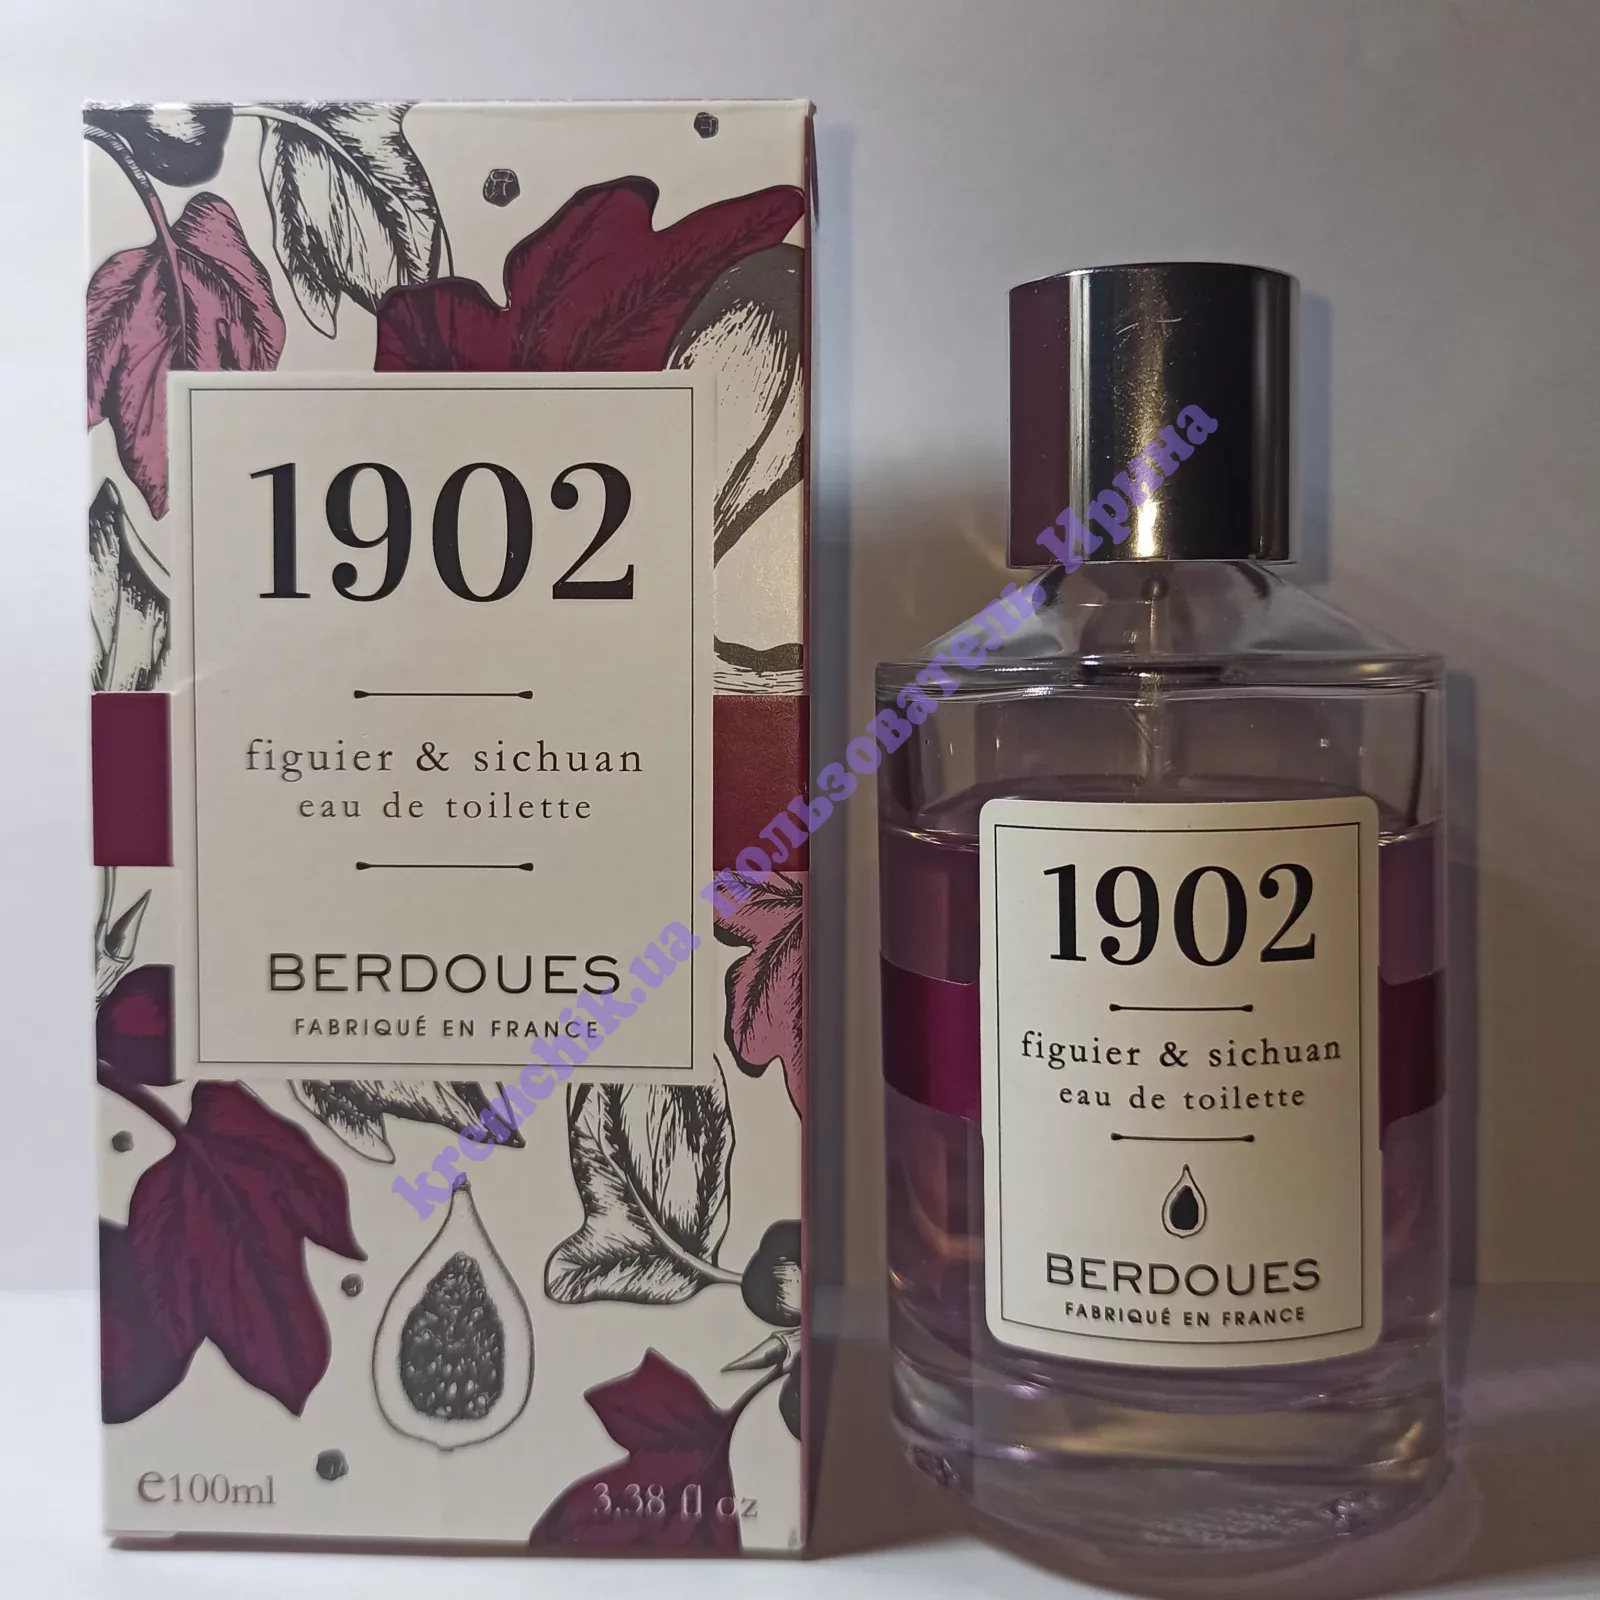 1902
figuier & sichuan
eau de toilette
BERDOUES
FABRIQUÉ EN FRANCE
e100ml
3.38 fl oz
1902
figuier & sichuan
eau de toilette
BERDOUES
FABRIQUÉ EN FRANCE
kremchik.ua пользователь Ирина